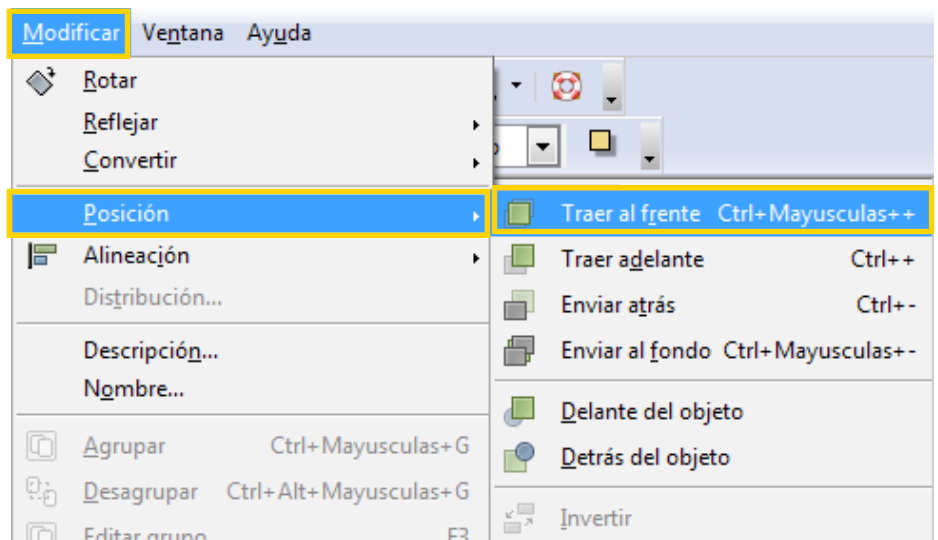 Modificar Ventana Ayuda
Rotar
Reflejar
Convertir
Posición
Alineación
Distribución...
Descripción...
Nombre...
Agrupar Ctrl+Mayusculas+G
Desagrupar Ctrl+Alt+Mayusculas+G
Editar grupo... F3
Traer al frente Ctrl+Mayusculas++
Traer adelante Ctrl++
Enviar atrás Ctrl+-
Enviar al fondo Ctrl+Mayusculas+-
Delante del objeto
Detrás del objeto
Invertir